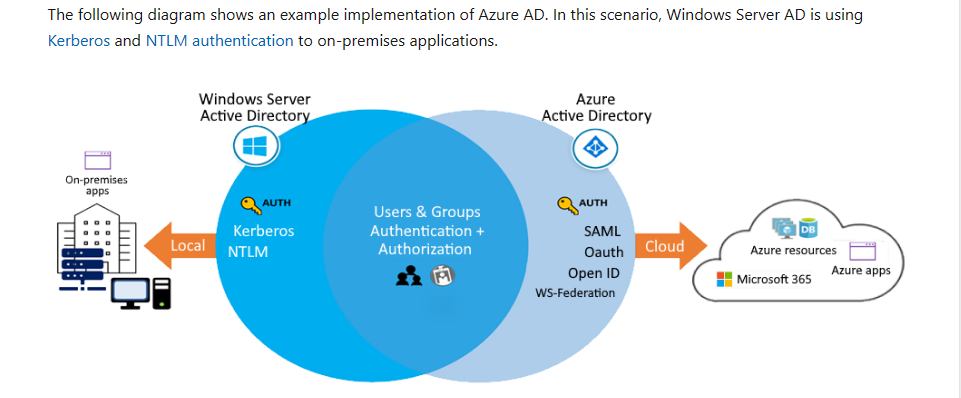 The following diagram shows an example implementation of Azure AD. In this scenario, Windows Server AD is using
Kerberos and NTLM authentication to on-premises applications.
Windows Server
Active Directory
Azure
Active Directory
On-premises
apps
AUTH
Kerberos
NTLM
Local
Users & Groups
Authentication +
Authorization
AUTH
SAML
Oauth
Open ID
WS-Federation
Cloud
DB
Azure resources
Azure apps
Microsoft 365